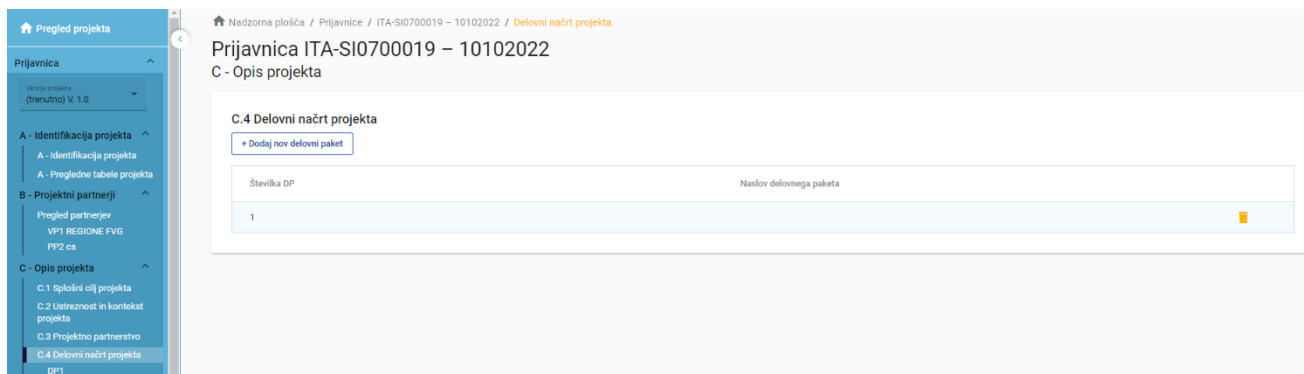 Pregled projekta
Prijavnica
Verzija projekta
(trenutno) V. 1.0
A - Identifikacija projekta
A - Identifikacija projekta
A - Pregledne tabele projekta
B - Projektni partnerji
Pregled partnerjev
VP1 REGIONE FVG
PP2 cs
C - Opis projekta
C.1 Splošni cilj projekta
C.2 Ustreznost in kontekst
projekta
C.3 Projektno partnerstvo
C.4 Delovni načrt projekta
DP1
Nadzorna plošča / Prijavnice / ITA-SI0700019 – 10102022 / Delovni načrt projekta
Prijavnica ITA-SI0700019 – 10102022
C - Opis projekta
C.4 Delovni načrt projekta
+ Dodaj nov delovni paket
Številka DP Naslov delovnega paketa
1